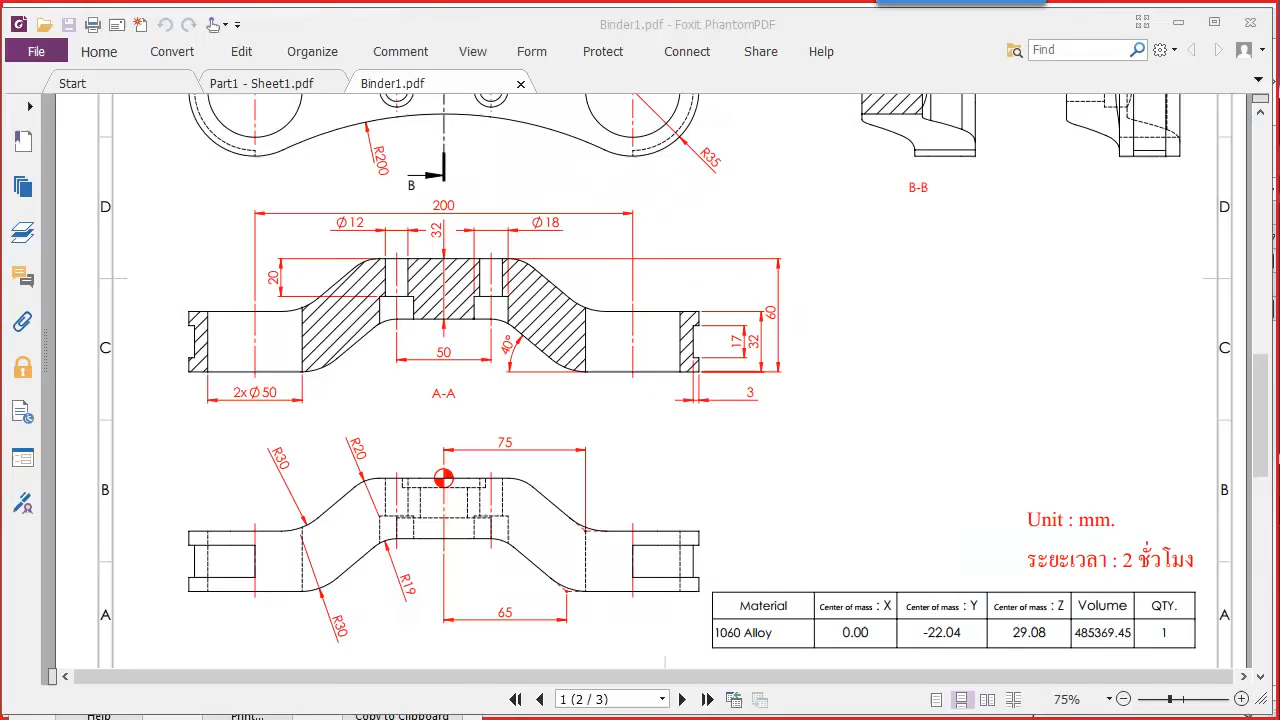 Binder1.pdf - Foxit PhantomPDF
File Home Convert Edit Organize Comment View Form Protect Connect Share Help Find
Start Part1 - Sheet1.pdf Binder1.pdf
R200
R35
B
B-B
D D
200
Ø12 32 Ø18
20
60
C C
17 32
50 40°
2xØ50 A-A 3
75
R30 R20
B B
Unit : mm.
ระยะเวลา : 2 ชั่วโมง
R19
R30
65
A A
Material Center of mass : X Center of mass : Y Center of mass : Z Volume QTY.
1060 Alloy 0.00 -22.04 29.08 485369.45 1
1 (2 / 3) 75%
Help Print... Copy to Clipboard